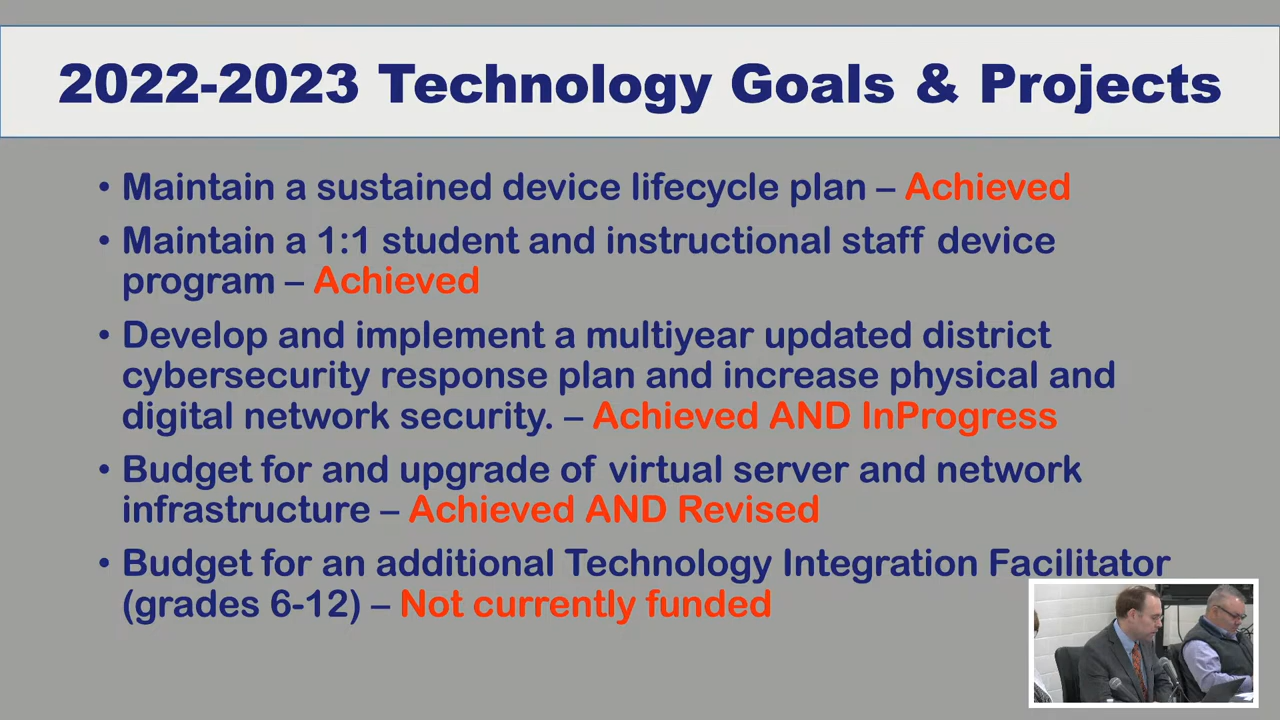 2022-2023 Technology Goals & Projects
• Maintain a sustained device lifecycle plan – Achieved
• Maintain a 1:1 student and instructional staff device
program – Achieved
• Develop and implement a multiyear updated district
cybersecurity response plan and increase physical and
digital network security. – Achieved AND InProgress
• Budget for and upgrade of virtual server and network
infrastructure – Achieved AND Revised
• Budget for an additional Technology Integration Facilitator
(grades 6-12) – Not currently funded